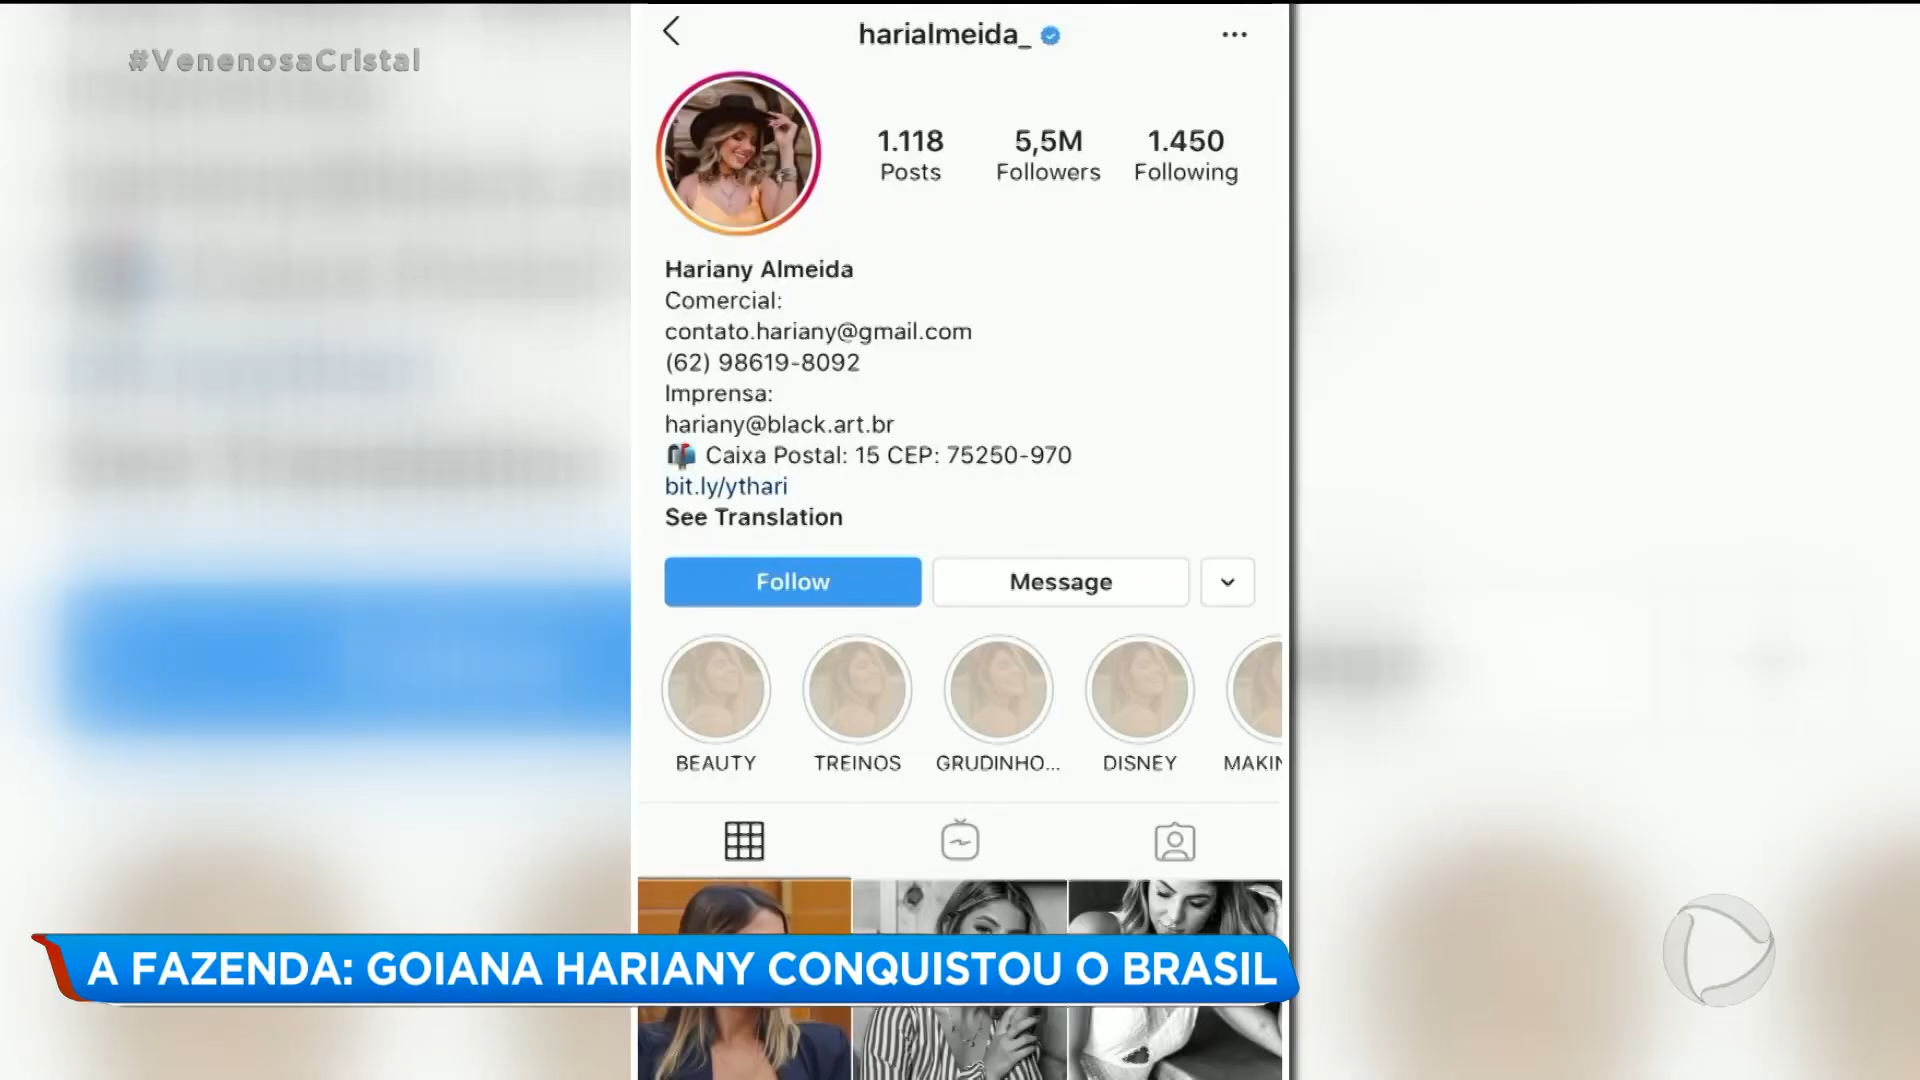 #VenenosaCristal
harialmeida_
1.118
5,5M
1.450
Posts
Followers
Following
Hariany Almeida
Comercial:
contato.hariany@gmail.com
(62) 98619-8092
Imprensa:
hariany@black.art.br
Caixa Postal: 15 CEP: 75250-970
bit.ly/ythari
See Translation
Follow
Message
BEAUTY
TREINOS
GRUDINHO...
DISNEY
MAKIN
A FAZENDA: GOIANA HARIANY CONQUISTOU O BRASIL